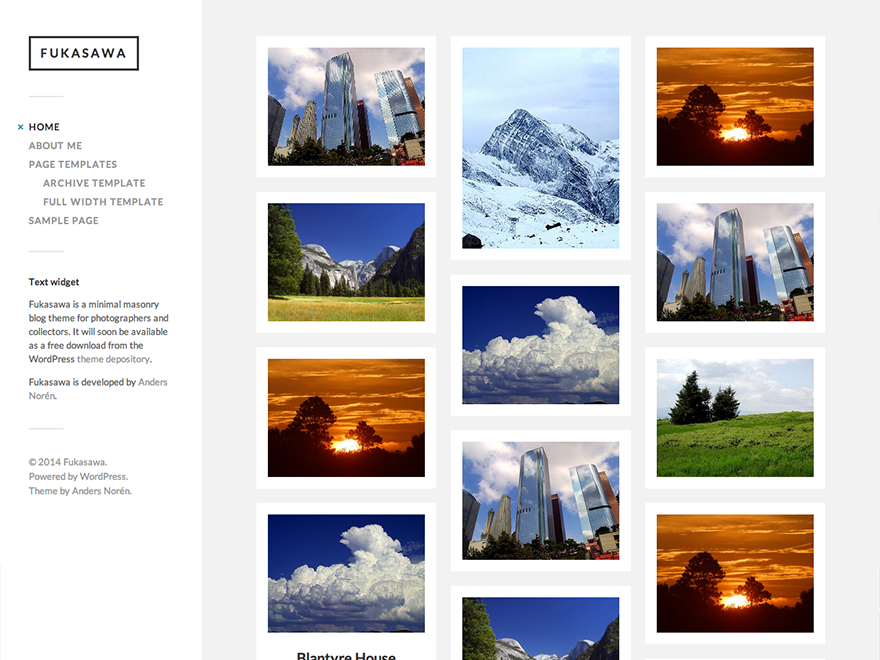 FUKASAWA
× HOME
ABOUT ME
PAGE TEMPLATES
ARCHIVE TEMPLATE
FULL WIDTH TEMPLATE
SAMPLE PAGE
Text widget
Fukasawa is a minimal masonry
blog theme for photographers and
collectors. It will soon be available
as a free download from the
WordPress theme depository.
Fukasawa is developed by Anders
Norén.
© 2014 Fukasawa.
Powered by WordPress.
Theme by Anders Norén.
Blantyre House